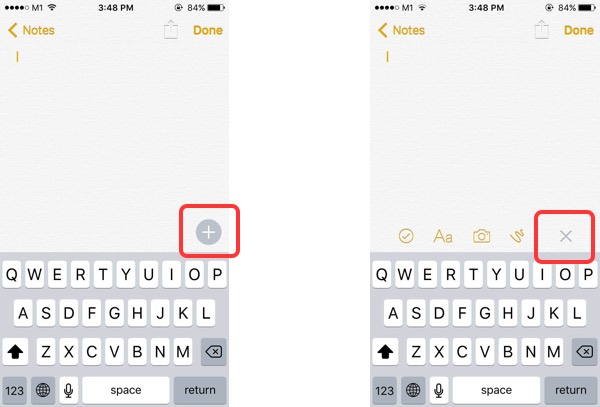 M1 3:48 PM 84%
Notes Done
Q W E R T Y U I O P
A S D F G H J K L
Z X C V B N M
123 space return
M1 3:48 PM 84%
Notes Done
Aa
Q W E R T Y U I O P
A S D F G H J K L
Z X C V B N M
123 space return